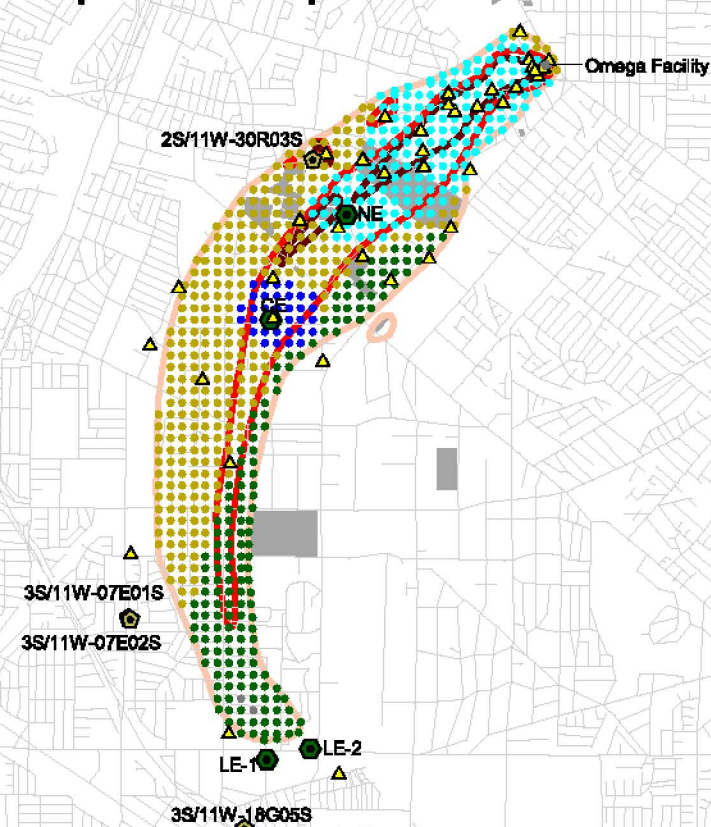 Omega Facility
2S/11W-30R03S
NE
CE
3S/11W-07E01S
3S/11W-07E02S
LE-1
LE-2
3S/11W-18G05S